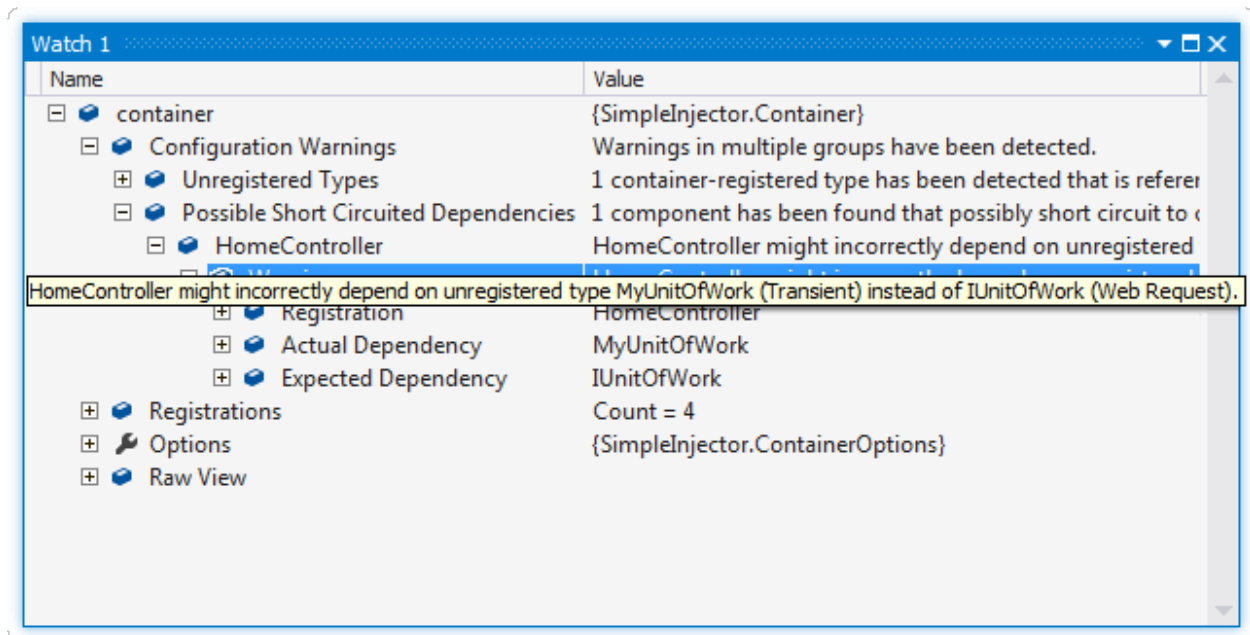 Watch 1
Name Value
container {SimpleInjector.Container}
Configuration Warnings Warnings in multiple groups have been detected.
Unregistered Types 1 container-registered type has been detected that is referer
Possible Short Circuited Dependencies 1 component has been found that possibly short circuit to
HomeController HomeController might incorrectly depend on unregistered
HomeController might incorrectly depend on unregistered type MyUnitOfWork (Transient) instead of IUnitOfWork (Web Request).
Registration HomeController
Actual Dependency MyUnitOfWork
Expected Dependency IUnitOfWork
Registrations Count = 4
Options {SimpleInjector.ContainerOptions}
Raw View